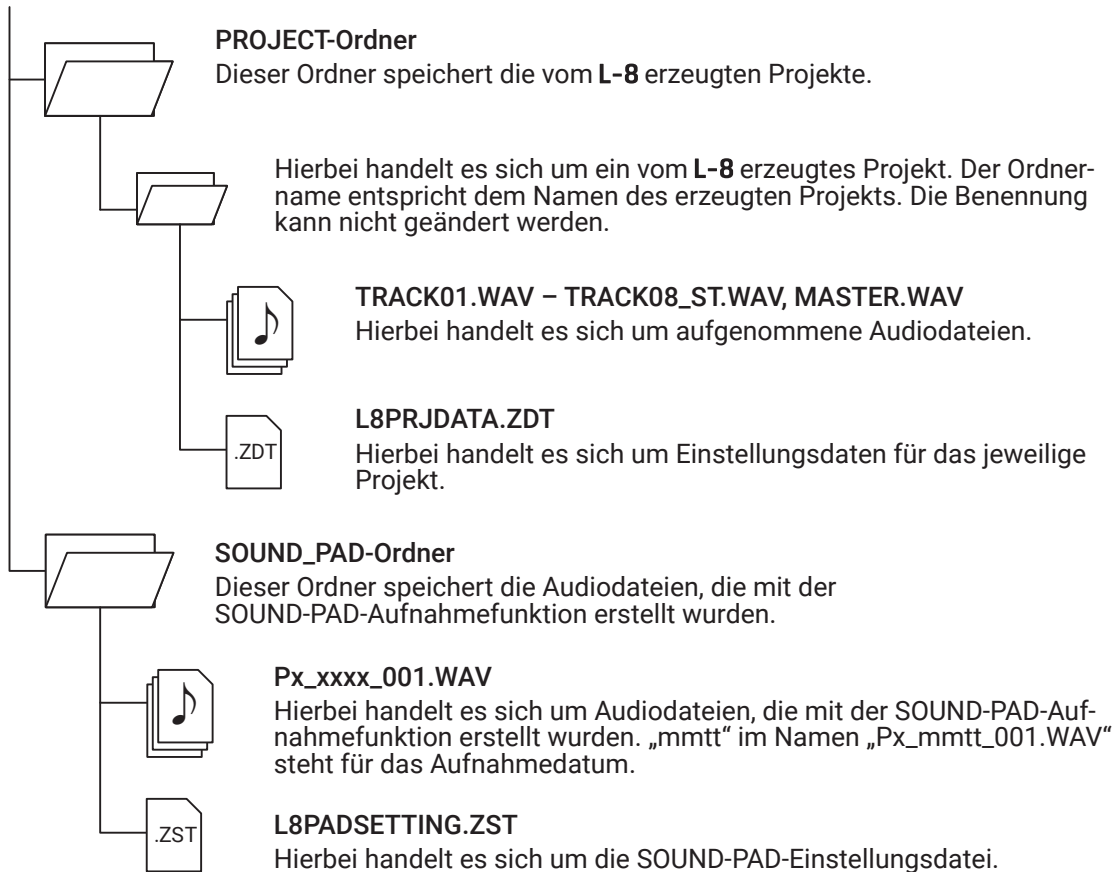 PROJECT-Ordner
Dieser Ordner speichert die vom L-8 erzeugten Projekte.
Hierbei handelt es sich um ein vom L-8 erzeugtes Projekt. Der Ordner-
name entspricht dem Namen des erzeugten Projekts. Die Benennung
kann nicht geändert werden.
TRACK01.WAV – TRACK08_ST.WAV, MASTER.WAV
Hierbei handelt es sich um aufgenommene Audiodateien.
.ZDT
L8PRJDATA.ZDT
Hierbei handelt es sich um Einstellungsdaten für das jeweilige
Projekt.
SOUND_PAD-Ordner
Dieser Ordner speichert die Audiodateien, die mit der
SOUND-PAD-Aufnahmefunktion erstellt wurden.
Px_xxxx_001.WAV
Hierbei handelt es sich um Audiodateien, die mit der SOUND-PAD-Auf-
nahmefunktion erstellt wurden. „mmtt“ im Namen „Px_mmtt_001.WAV“
steht für das Aufnahmedatum.
.ZST
L8PADSETTING.ZST
Hierbei handelt es sich um die SOUND-PAD-Einstellungsdatei.